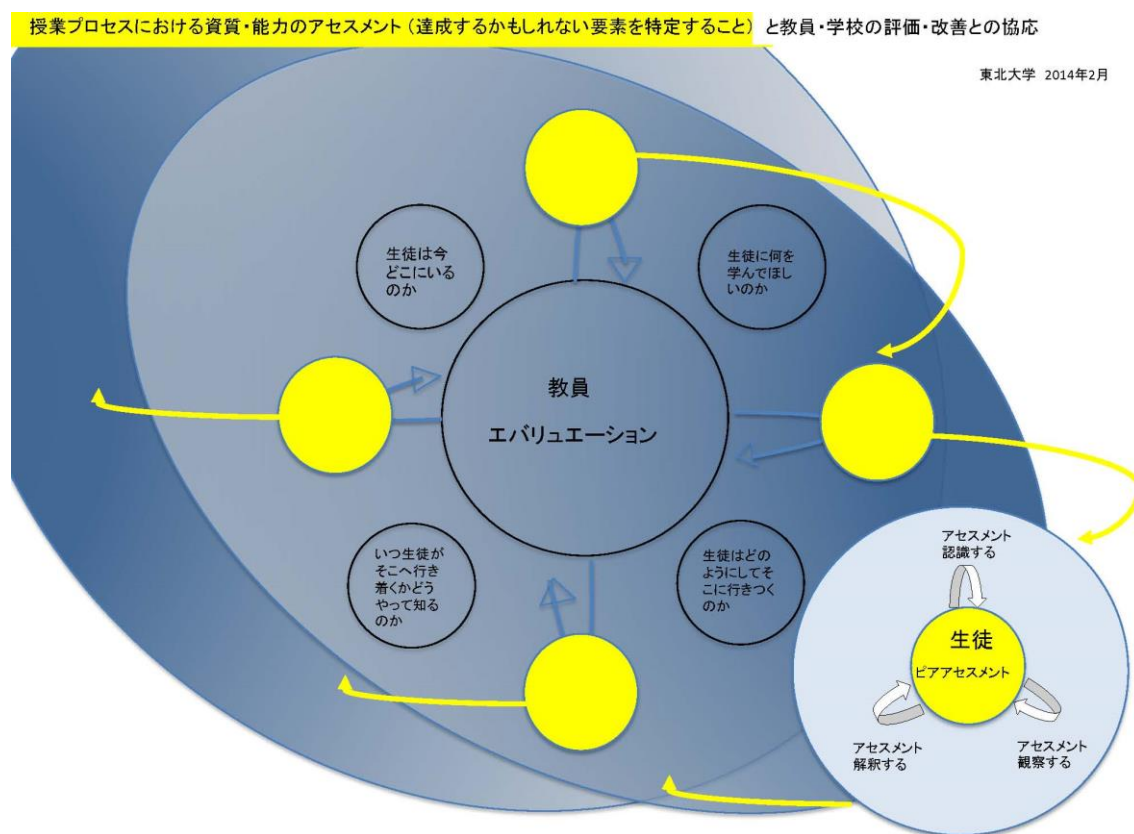 授業プロセスにおける資質・能力のアセスメント（達成するかもしれない要素を特定すること）と教員・学校の評価・改善との協応
東北大学 2014年2月
生徒は今
どこにいる
のか
生徒に何を
学んでほし
いのか
教員
エバリュエーション
いつ生徒が
そこへ行き
着くかどう
やって知る
のか
生徒はどの
ようにしてそ
こに行きつく
のか
アセスメント
認識する
生徒
ピアアセスメント
アセスメント
解釈する
アセスメント
観察する